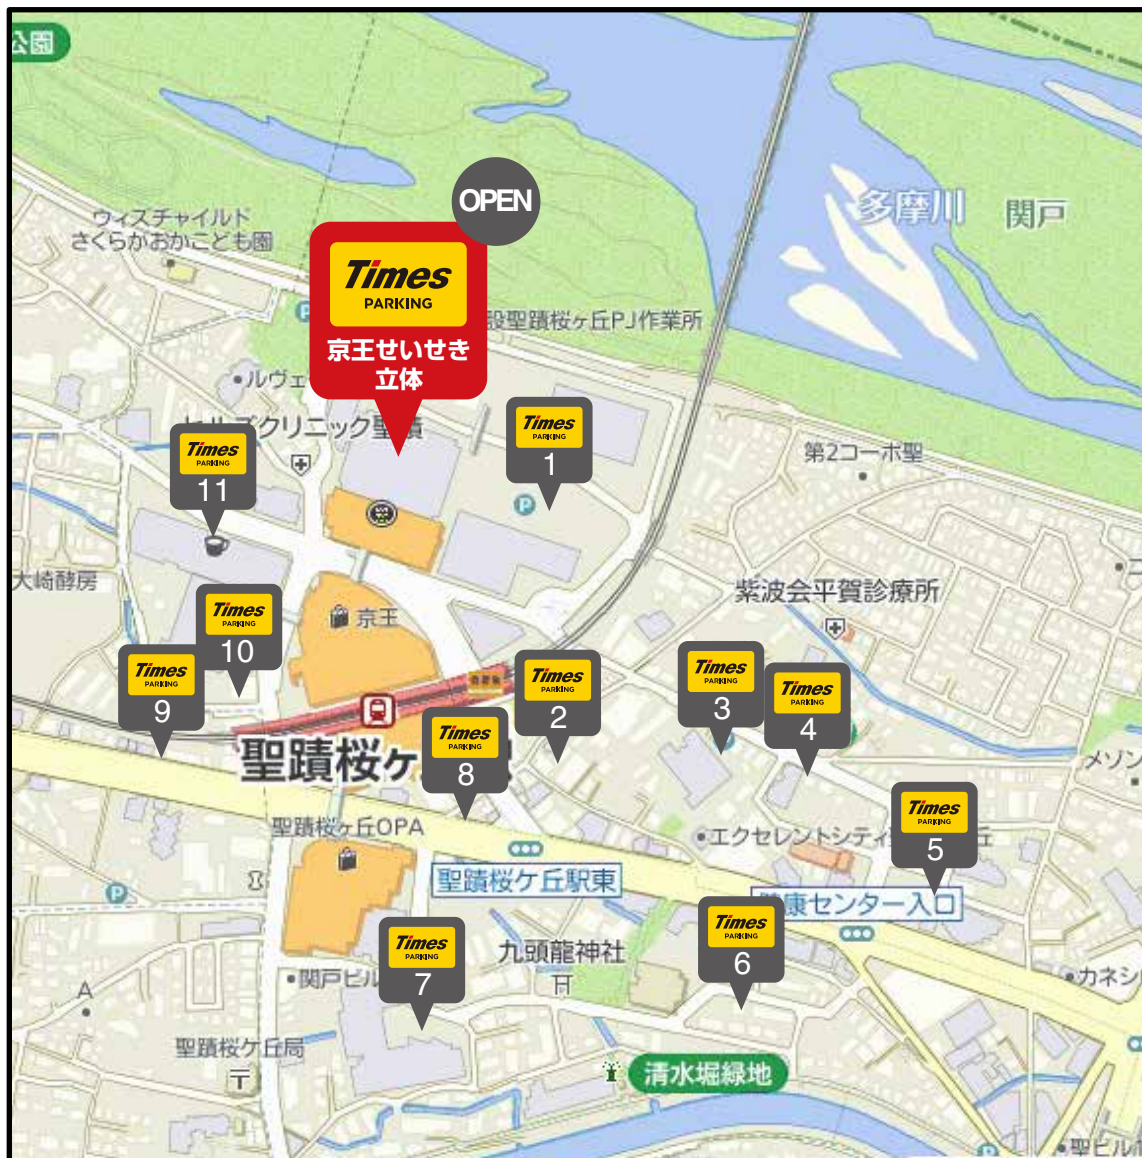 公園
OPEN
多摩川
関戸
ウィスチャイルド
さくらがおかこども園
Times
PARKING
京王せいせき
立体
設聖蹟桜ヶ丘PJ作業所
P
ルヴェ
ヘルズクリニック聖蹟
Times
PARKING
1
Times
PARKING
11
第2コーポ聖
P
大崎酵房
紫波会平賀診療所
京王
Times
PARKING
10
Times
PARKING
9
Times
PARKING
2
Times
PARKING
3
Times
PARKING
4
Times
PARKING
8
聖蹟桜ヶ
駅
メゾン
Times
PARKING
5
聖蹟桜ヶ丘OPA
エクセレントシティ
丘
聖蹟桜ケ丘駅東
康センター入口
P
Times
PARKING
7
九頭龍神社
Times
PARKING
6
関戸ビル
カネシ
A
聖蹟桜ケ丘局
清水堀緑地
P
聖ビル